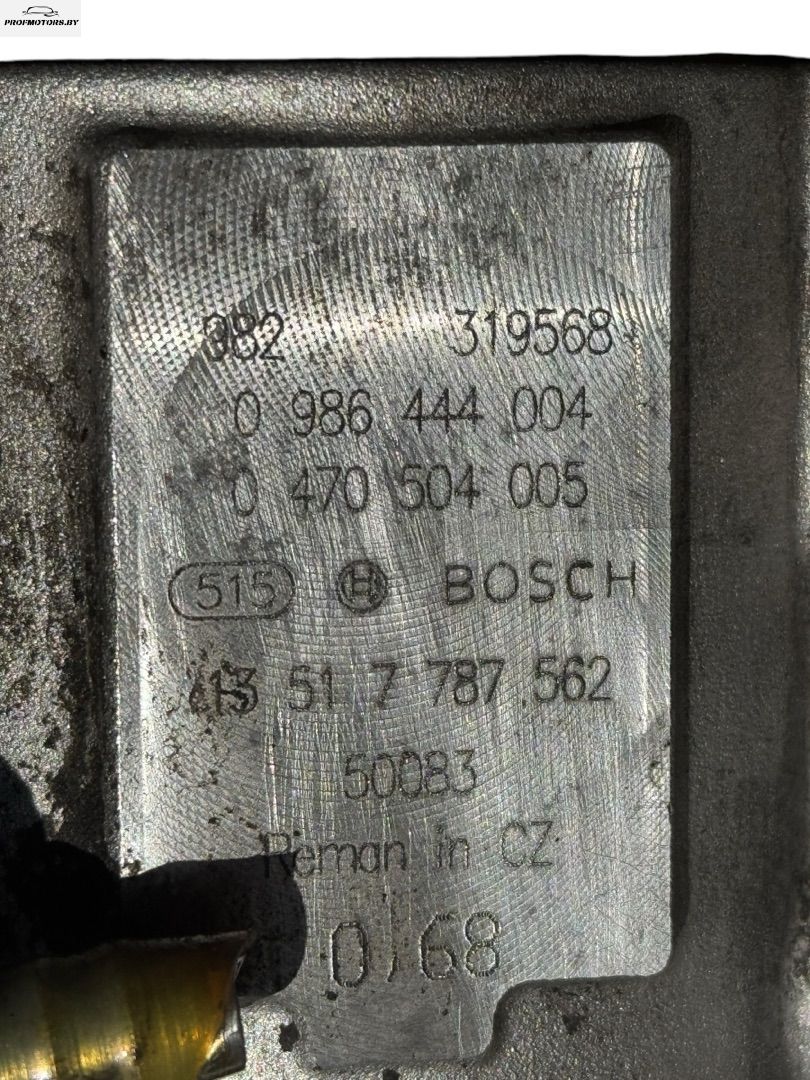 PROFMOTORS.BY
982 319568
0 986 444 004
0 470 504 005
515 BOSCH
13 51 7 787 562
50083
Reman in CZ
0168